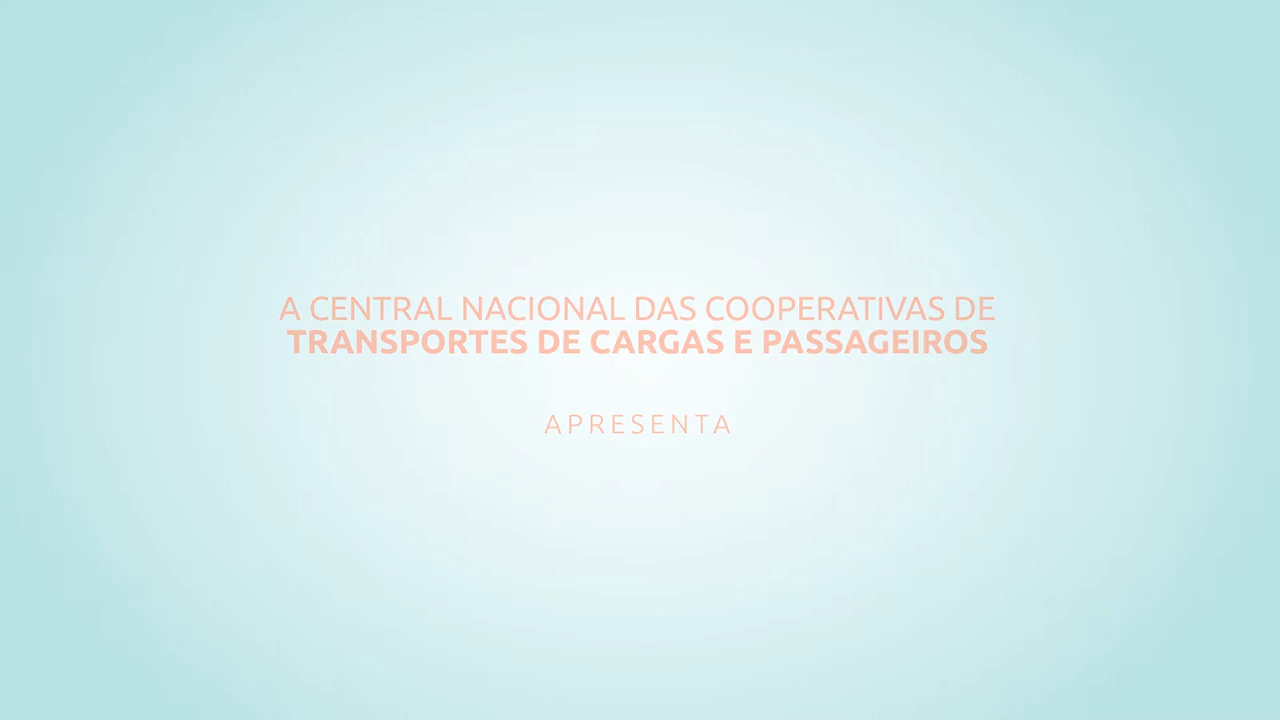 A CENTRAL NACIONAL DAS COOPERATIVAS DE
TRANSPORTES DE CARGAS E PASSAGEIROS
APRESENTA